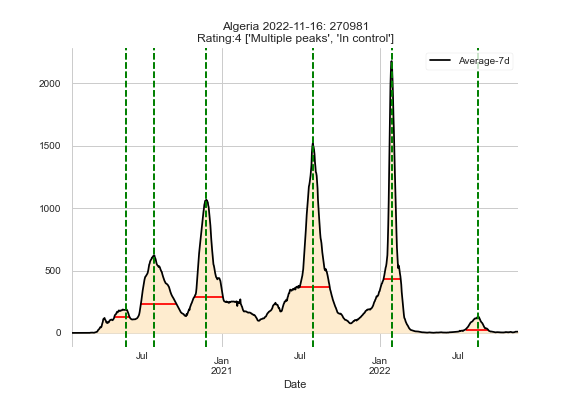 Algeria 2022-11-16: 270981
Rating:4 ['Multiple peaks', 'In control']
Average-7d
2000
1500
1000
500
0
Jul
Jan
2021
Jul
Jan
2022
Jul
Date